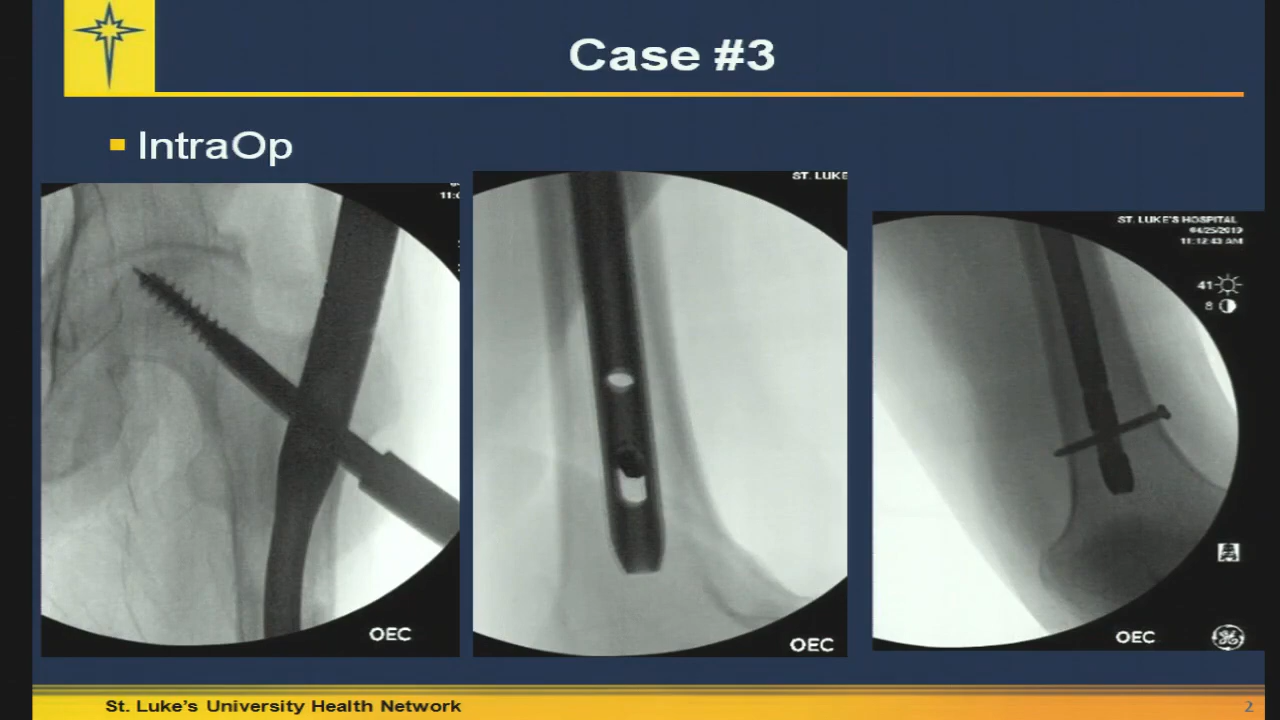 Case #3
IntraOp
ST. LUKE
OEC
OEC
ST. LUKE'S HOSPITAL
04/25/2019
11:12:43 AM
41
8
OEC
St. Luke's University Health Network
2